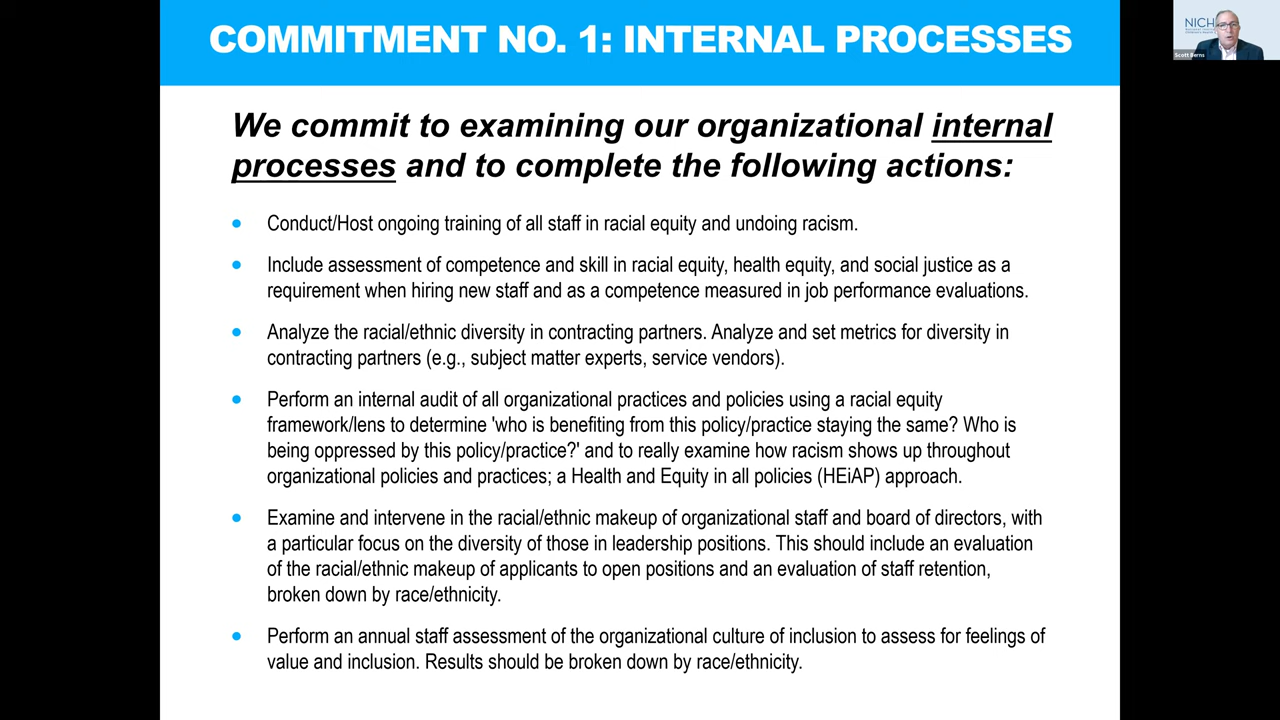 COMMITMENT NO. 1: INTERNAL PROCESSES
NICH
Scott Berns
We commit to examining our organizational internal
processes and to complete the following actions:
• Conduct/Host ongoing training of all staff in racial equity and undoing racism.
• Include assessment of competence and skill in racial equity, health equity, and social justice as a
requirement when hiring new staff and as a competence measured in job performance evaluations.
• Analyze the racial/ethnic diversity in contracting partners. Analyze and set metrics for diversity in
contracting partners (e.g., subject matter experts, service vendors).
• Perform an internal audit of all organizational practices and policies using a racial equity
framework/lens to determine 'who is benefiting from this policy/practice staying the same? Who is
being oppressed by this policy/practice?' and to really examine how racism shows up throughout
organizational policies and practices; a Health and Equity in all policies (HEiAP) approach.
• Examine and intervene in the racial/ethnic makeup of organizational staff and board of directors, with
a particular focus on the diversity of those in leadership positions. This should include an evaluation
of the racial/ethnic makeup of applicants to open positions and an evaluation of staff retention,
broken down by race/ethnicity.
• Perform an annual staff assessment of the organizational culture of inclusion to assess for feelings of
value and inclusion. Results should be broken down by race/ethnicity.